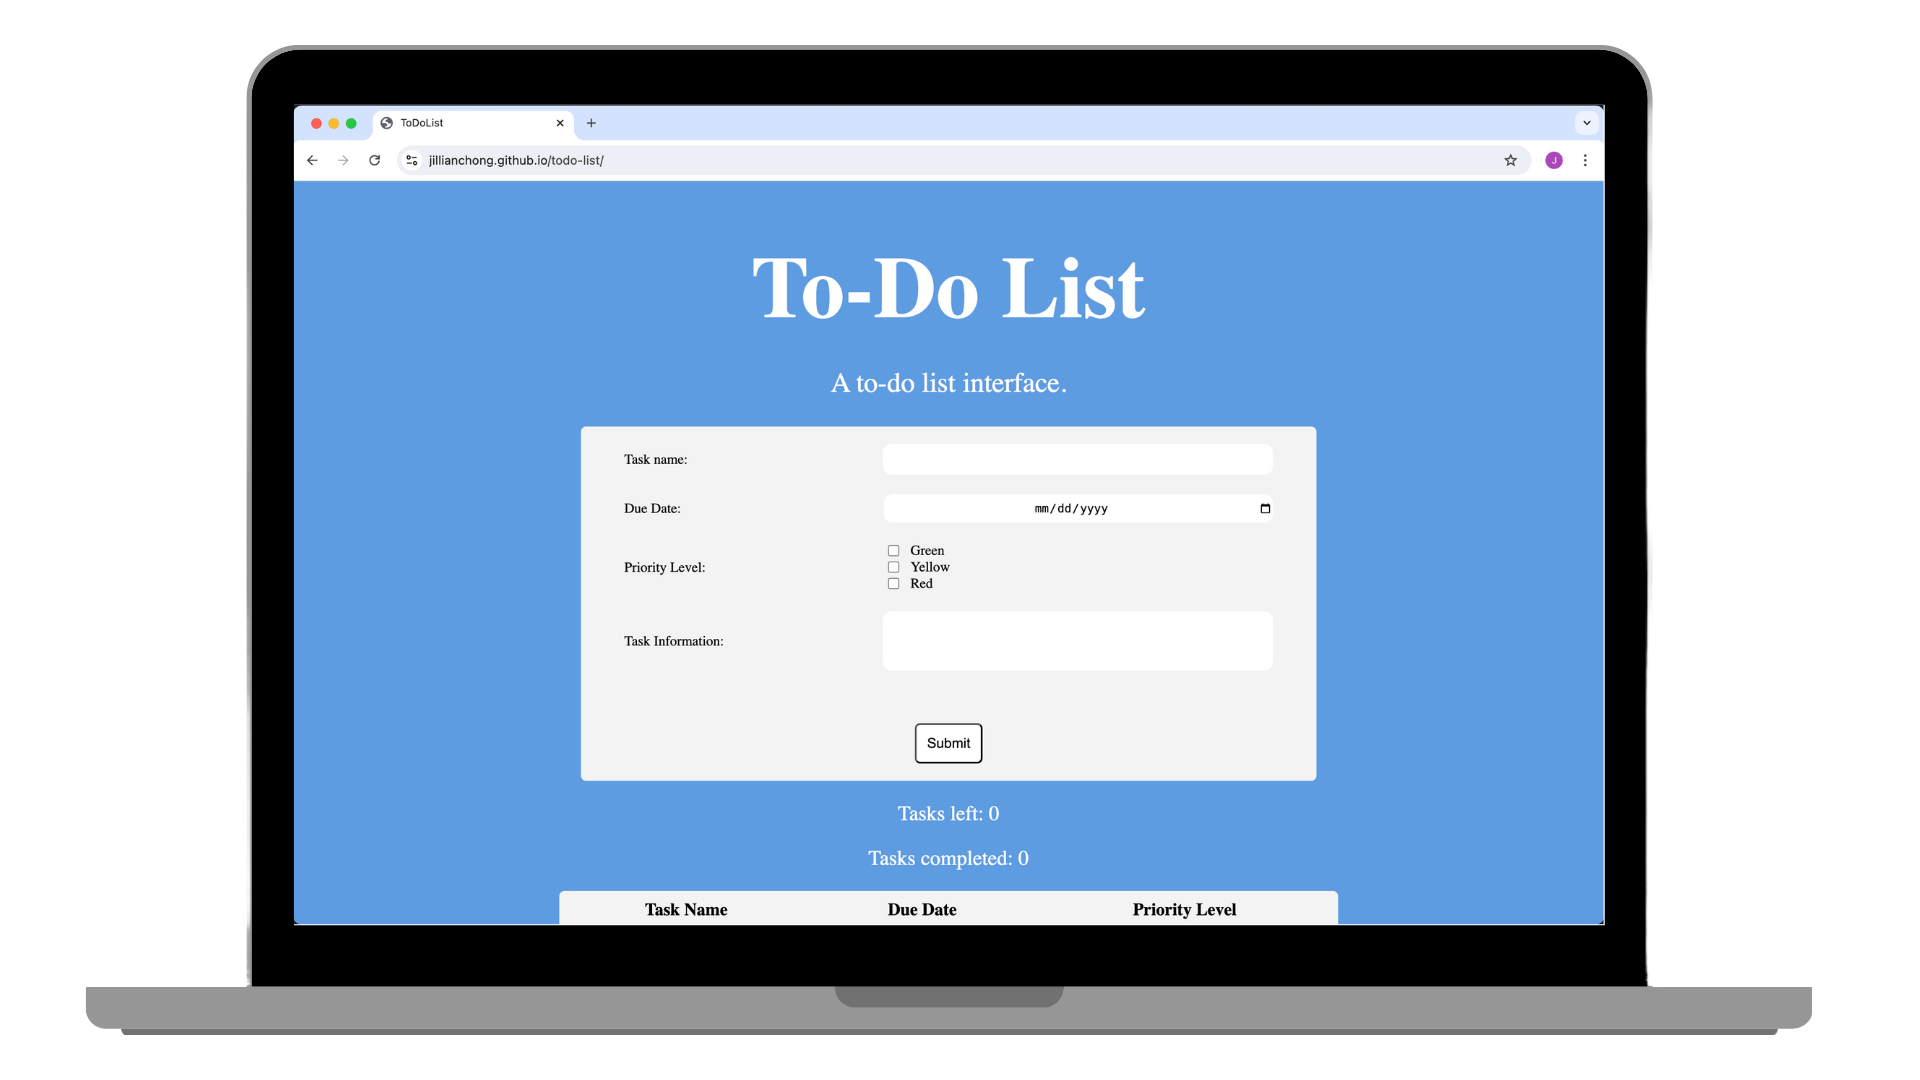 ToDoList
jillianchong.github.io/todo-list/
J
To-Do List
A to-do list interface.
Task name:
Due Date: mm/dd/yyyy
Priority Level:
Green
Yellow
Red
Task Information:
Submit
Tasks left: 0
Tasks completed: 0
Task Name Due Date Priority Level